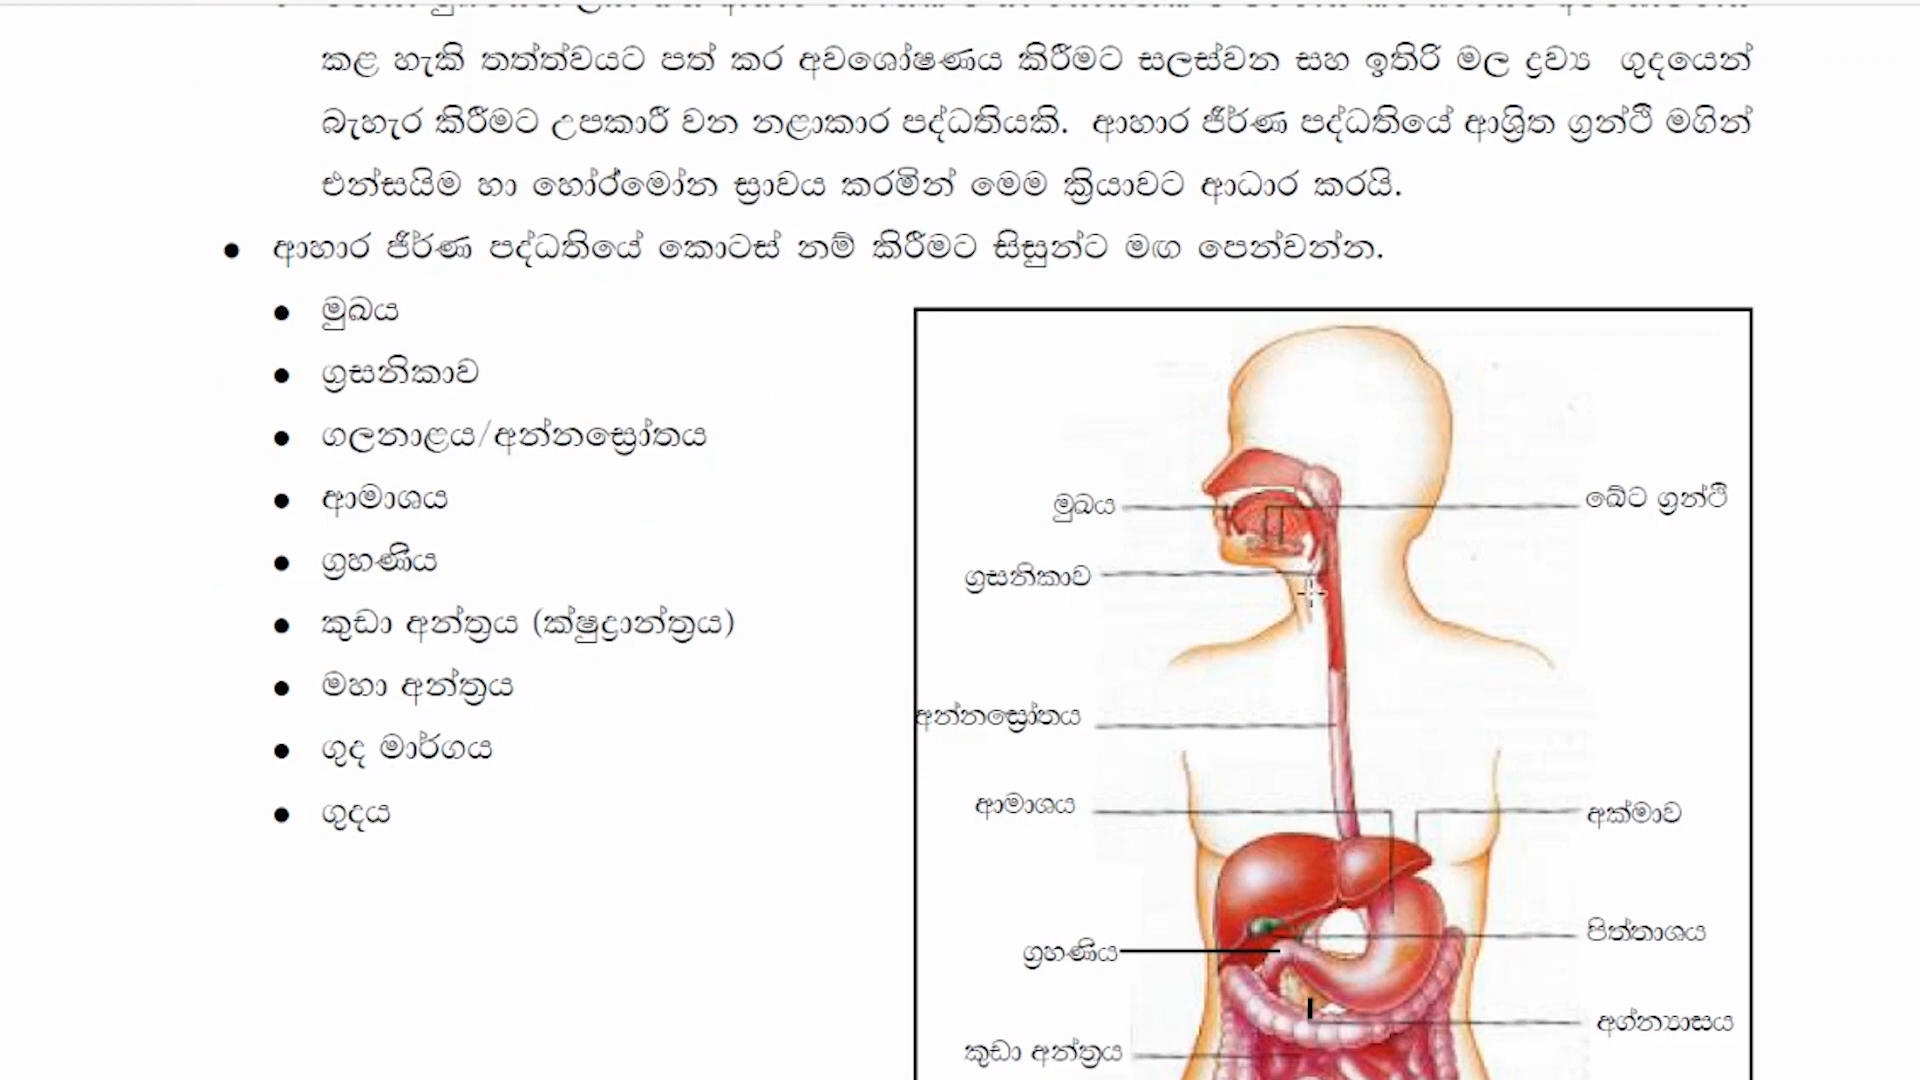 කළ හැකි තත්ත්වයට පත් කර අවශෝෂණය කිරීමට සලස්වන සහ ඉතිරි මල ද්‍රව්‍ය ගුදයෙන්
බැහැර කිරීමට උපකාරී වන නළාකාර පද්ධතියකි. ආහාර ජීර්ණ පද්ධතියේ ආශ්‍රිත ග්‍රන්ථි මගින්
එන්සයිම හා හෝර්මෝන ස්‍රාවය කරමින් මෙම ක්‍රියාවට ආධාර කරයි.
● ආහාර ජීර්ණ පද්ධතියේ කොටස් නම් කිරීමට සිසුන්ට මඟ පෙන්වන්න.
● මුඛය
● ග්‍රසනිකාව
● ගලනාළය/අන්නස්‍රෝතය
● ආමාශය
● ග්‍රහණිය
● කුඩා අන්ත්‍රය (ක්ෂුද්‍රාන්ත්‍රය)
● මහා අන්ත්‍රය
● ගුද මාර්ගය
● ගුදය
මුඛය
ඛේට ග්‍රන්ථි
ග්‍රසනිකාව
අන්නස්‍රෝතය
ආමාශය
අක්මාව
පිත්තාශය
ග්‍රහණිය
අග්න්‍යාසය
කුඩා අන්ත්‍රය